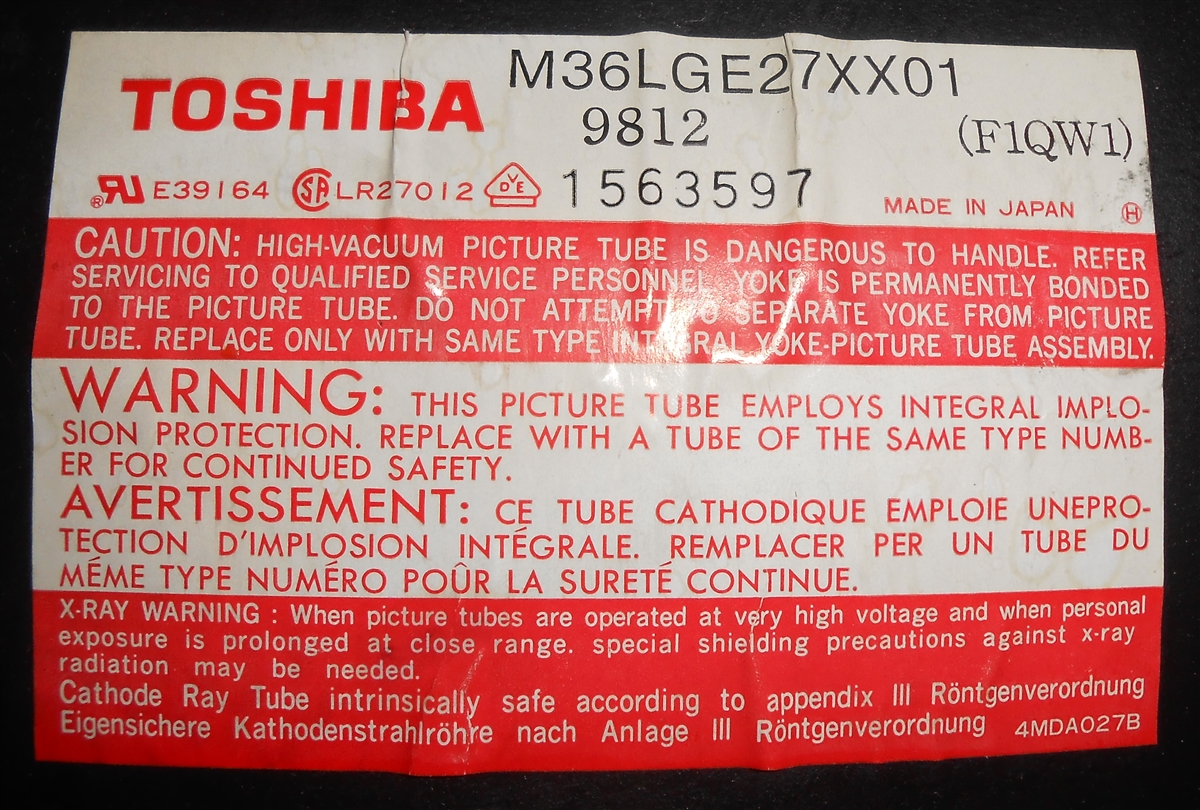 TOSHIBA M36LGE27XX01
9812 (F1QW1)
E39164 LR27012 DVE 1563597 MADE IN JAPAN H
CAUTION: HIGH-VACUUM PICTURE TUBE IS DANGEROUS TO HANDLE. REFER
SERVICING TO QUALIFIED SERVICE PERSONNEL YOKE IS PERMANENTLY BONDED
TO THE PICTURE TUBE. DO NOT ATTEMPT TO SEPARATE YOKE FROM PICTURE
TUBE. REPLACE ONLY WITH SAME TYPE INTEGRAL YOKE-PICTURE TUBE ASSEMBLY.
WARNING: THIS PICTURE TUBE EMPLOYS INTEGRAL IMPLO-
SION PROTECTION. REPLACE WITH A TUBE OF THE SAME TYPE NUMB-
ER FOR CONTINUED SAFETY.
AVERTISSEMENT: CE TUBE CATHODIQUE EMPLOIE UNEPRO-
TECTION D'IMPLOSION INTÉGRALE. REMPLACER PER UN TUBE DU
MÉME TYPE NUMÉRO POÛR LA SURETÉ CONTINUE.
X-RAY WARNING : When picture tubes are operated at very high voltage and when personal
exposure is prolonged at close range. special shielding precautions against x-ray
radiation may be needed.
Cathode Ray Tube intrinsically safe according to appendix III Röntgenverordnung
Eigensichere Kathodenstrahlröhre nach Anlage III Röntgenverordnung 4MDA027B